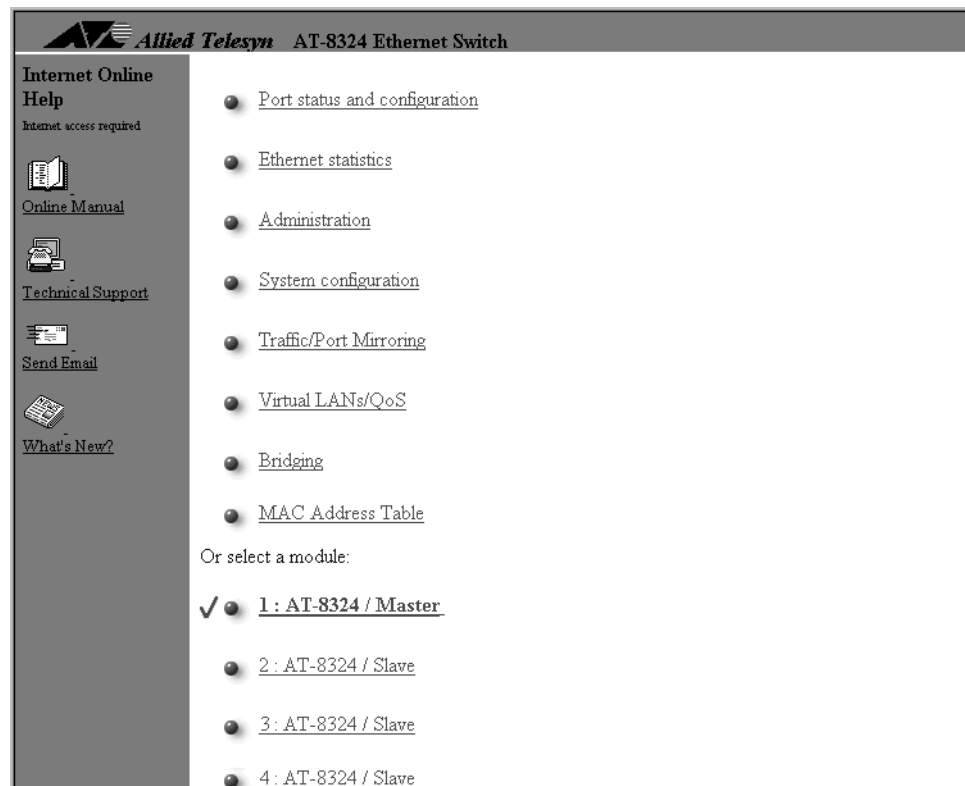 Allied Telesyn AT-8324 Ethernet Switch
Internet Online
Help
Internet access required
Online Manual
Technical Support
Send Email
What's New?
Port status and configuration
Ethernet statistics
Administration
System configuration
Traffic/Port Mirroring
Virtual LANs/QoS
Bridging
MAC Address Table
Or select a module:
1 : AT-8324 / Master
2 : AT-8324 / Slave
3 : AT-8324 / Slave
4 : AT-8324 / Slave